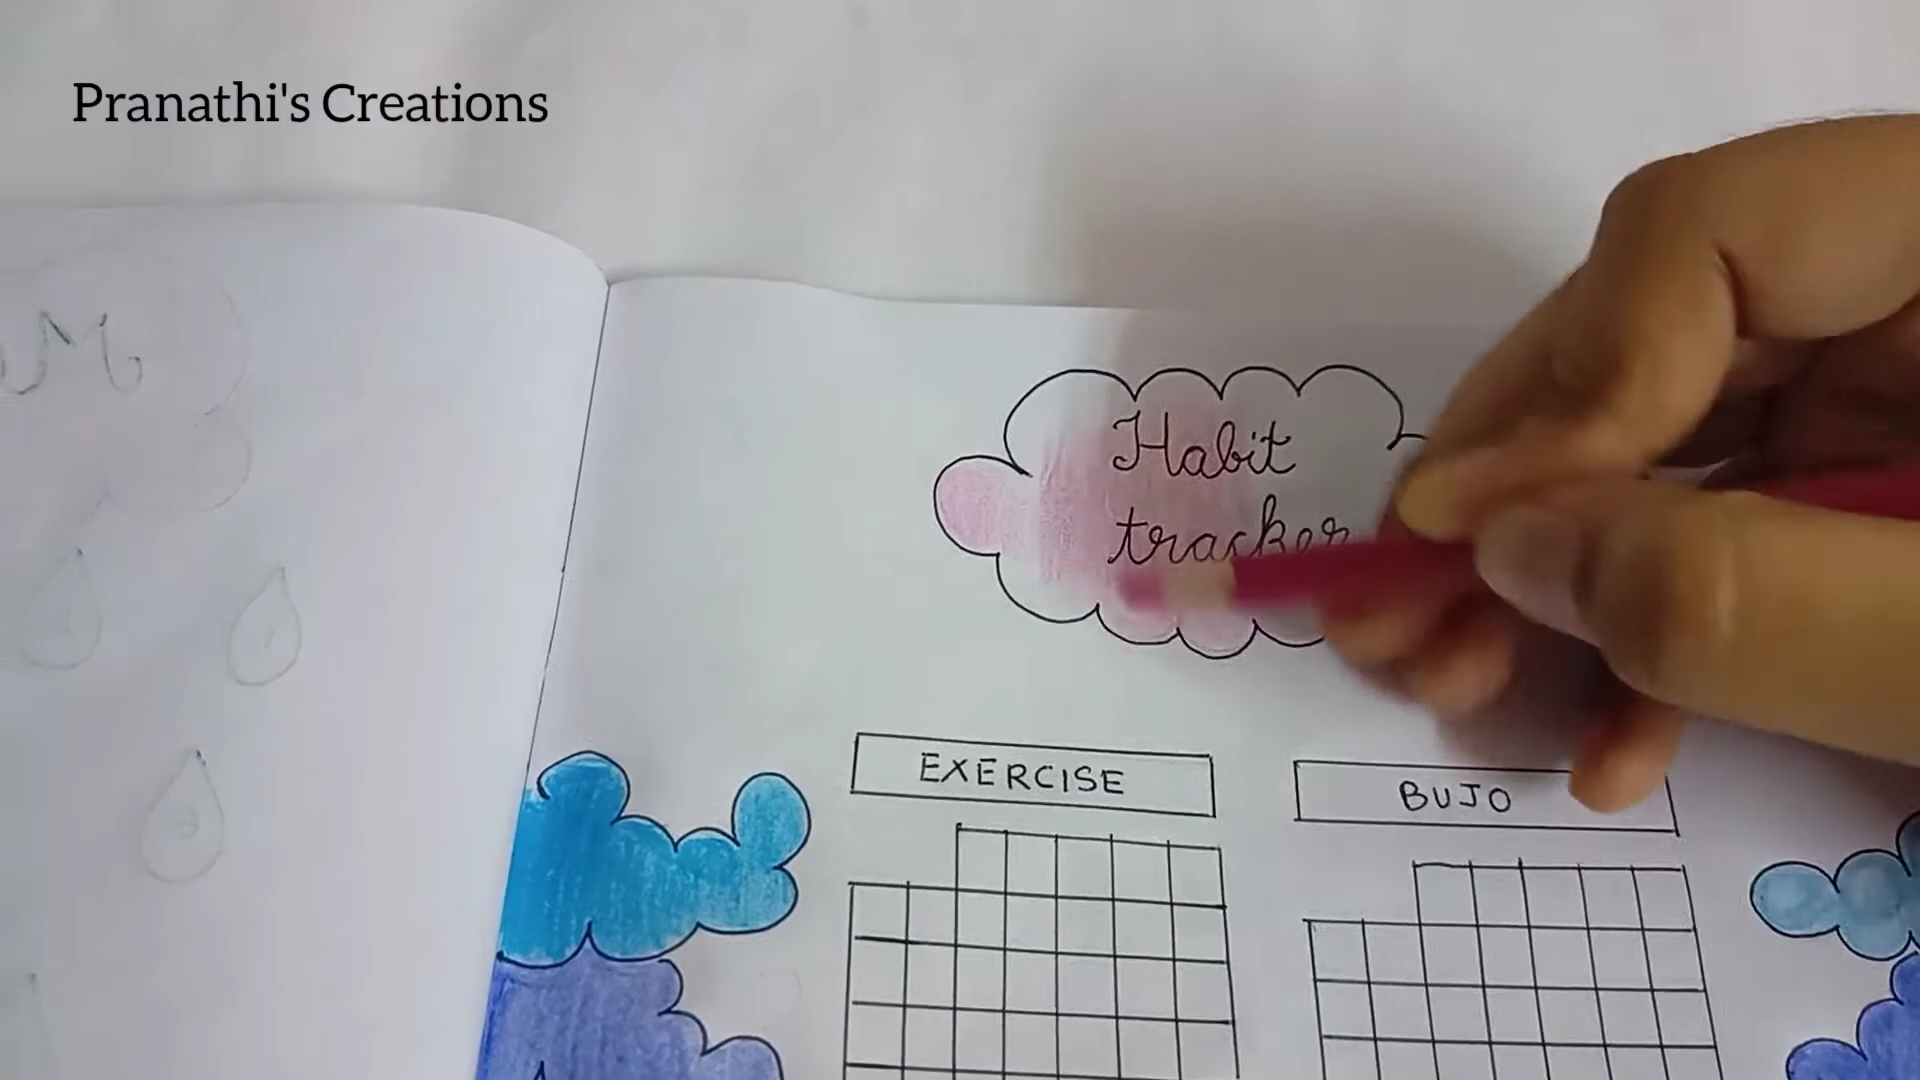 Pranathi's Creations
Habit
tracker
EXERCISE
BUJO